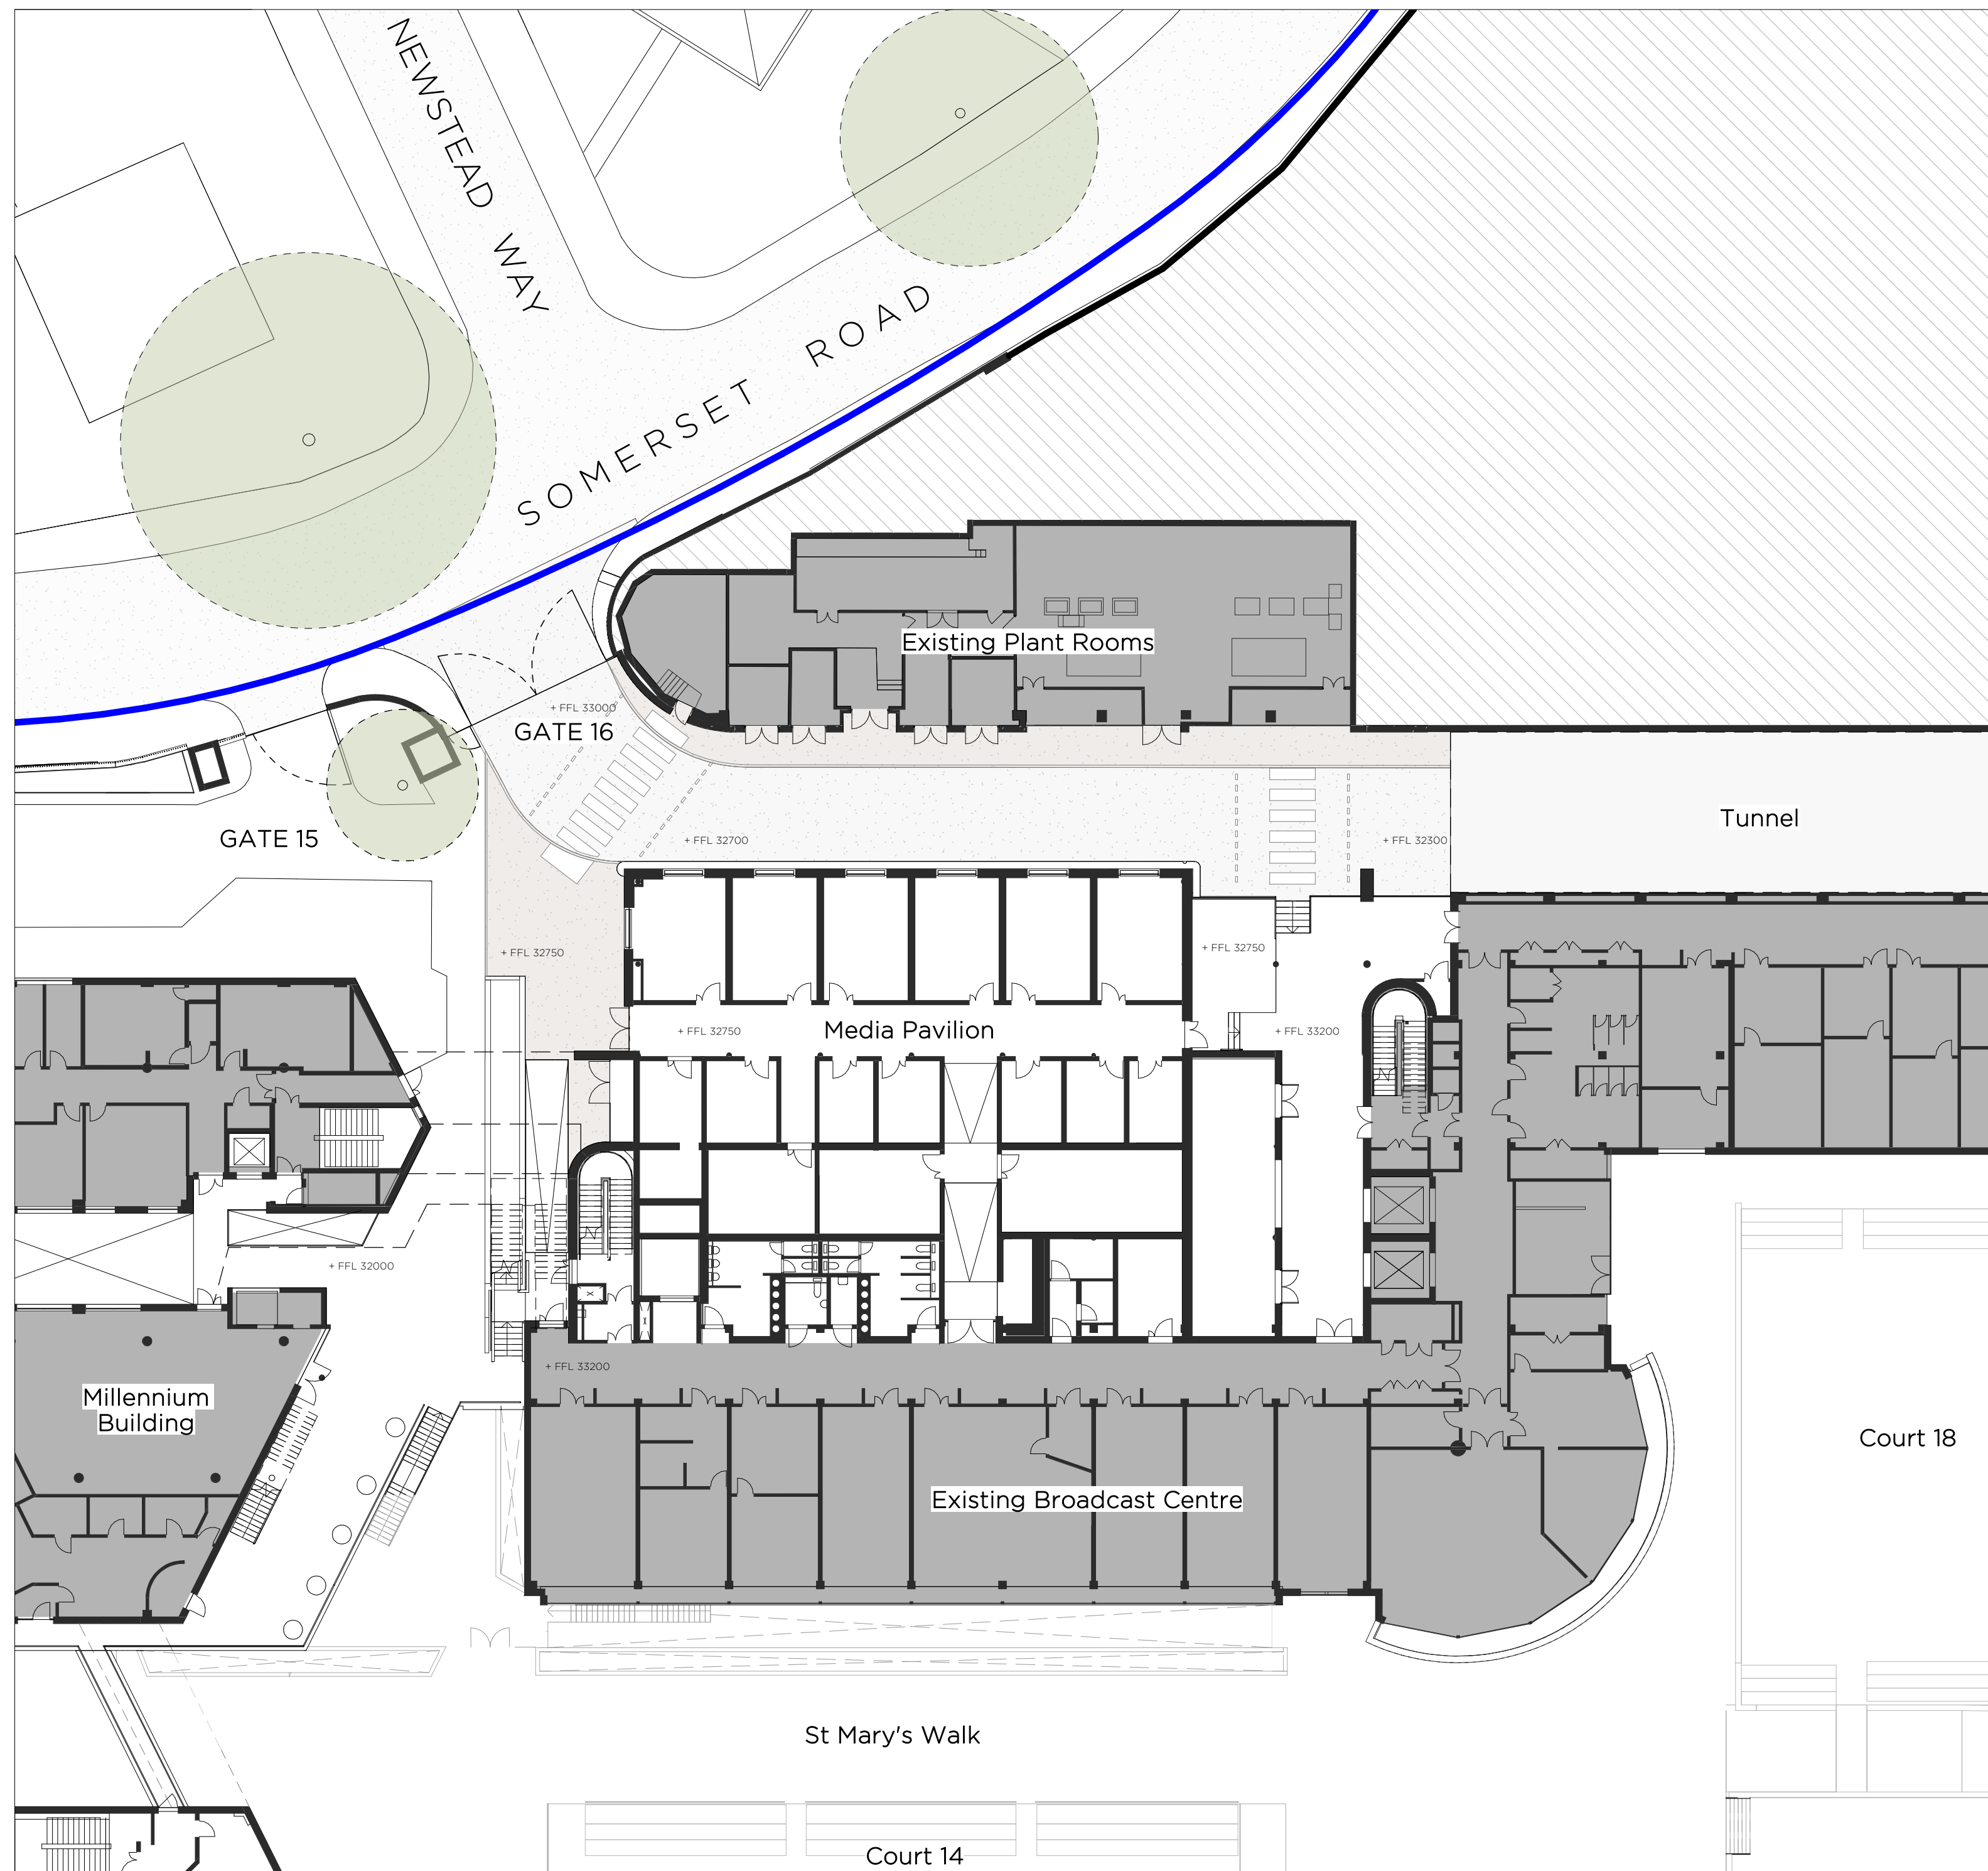 NEWSTEAD WAY
SOMERSET ROAD
Existing Plant Rooms
+ FFL 33000
GATE 16
Tunnel
GATE 15
+ FFL 32700
+ FFL 32300
+ FFL 32750
+ FFL 32750
+ FFL 32750
Media Pavilion
+ FFL 33200
+ FFL 32000
+ FFL 33200
Millennium
Building
Court 18
Existing Broadcast Centre
St Mary's Walk
Court 14